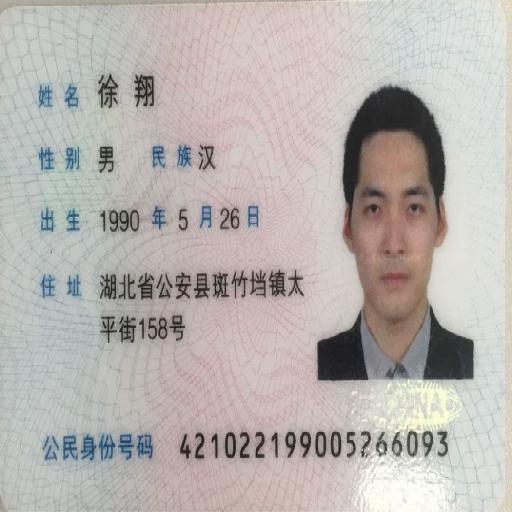 姓名 徐翔
性别 男 民族 汉
出生 1990 年 5 月 26 日
住址 湖北省公安县斑竹垱镇太
平街158号
公民身份号码 421022199005266093